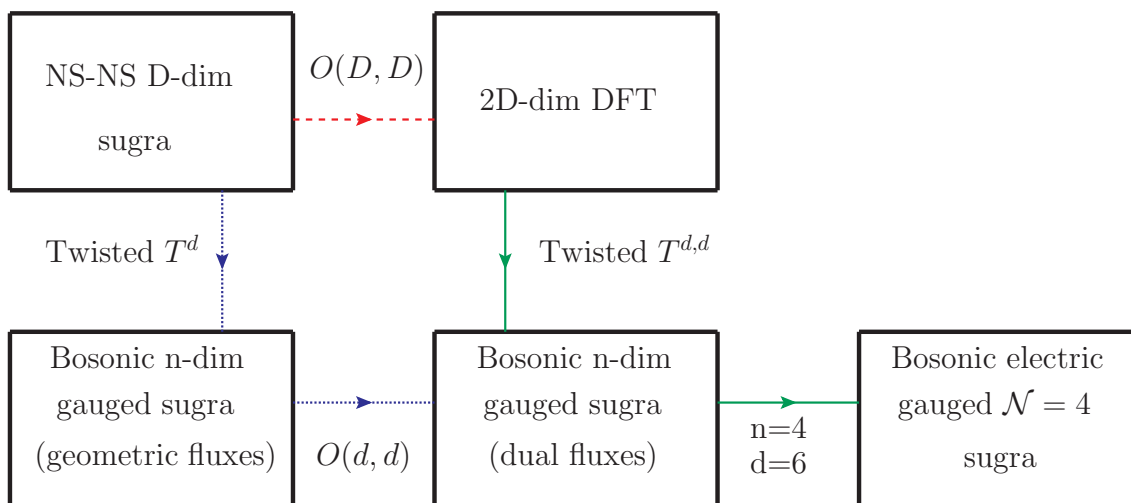 NS-NS D-dim
sugra
O(D, D)
2D-dim DFT
Twisted T^d
Twisted T^{d,d}
Bosonic n-dim
gauged sugra
(geometric fluxes)
O(d, d)
Bosonic n-dim
gauged sugra
(dual fluxes)
n=4
d=6
Bosonic electric
gauged 𝒩 = 4
sugra